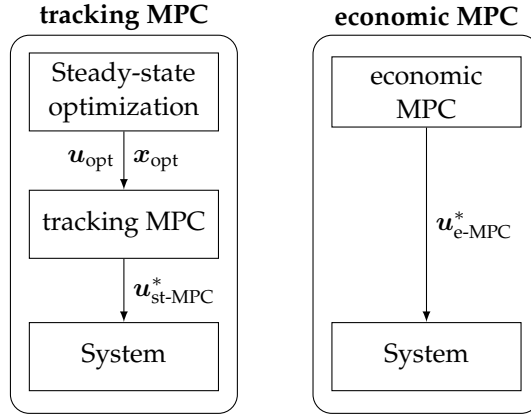 tracking MPC
Steady-state
optimization
u_opt x_opt
tracking MPC
u*_st-MPC
System
economic MPC
economic
MPC
u*_e-MPC
System